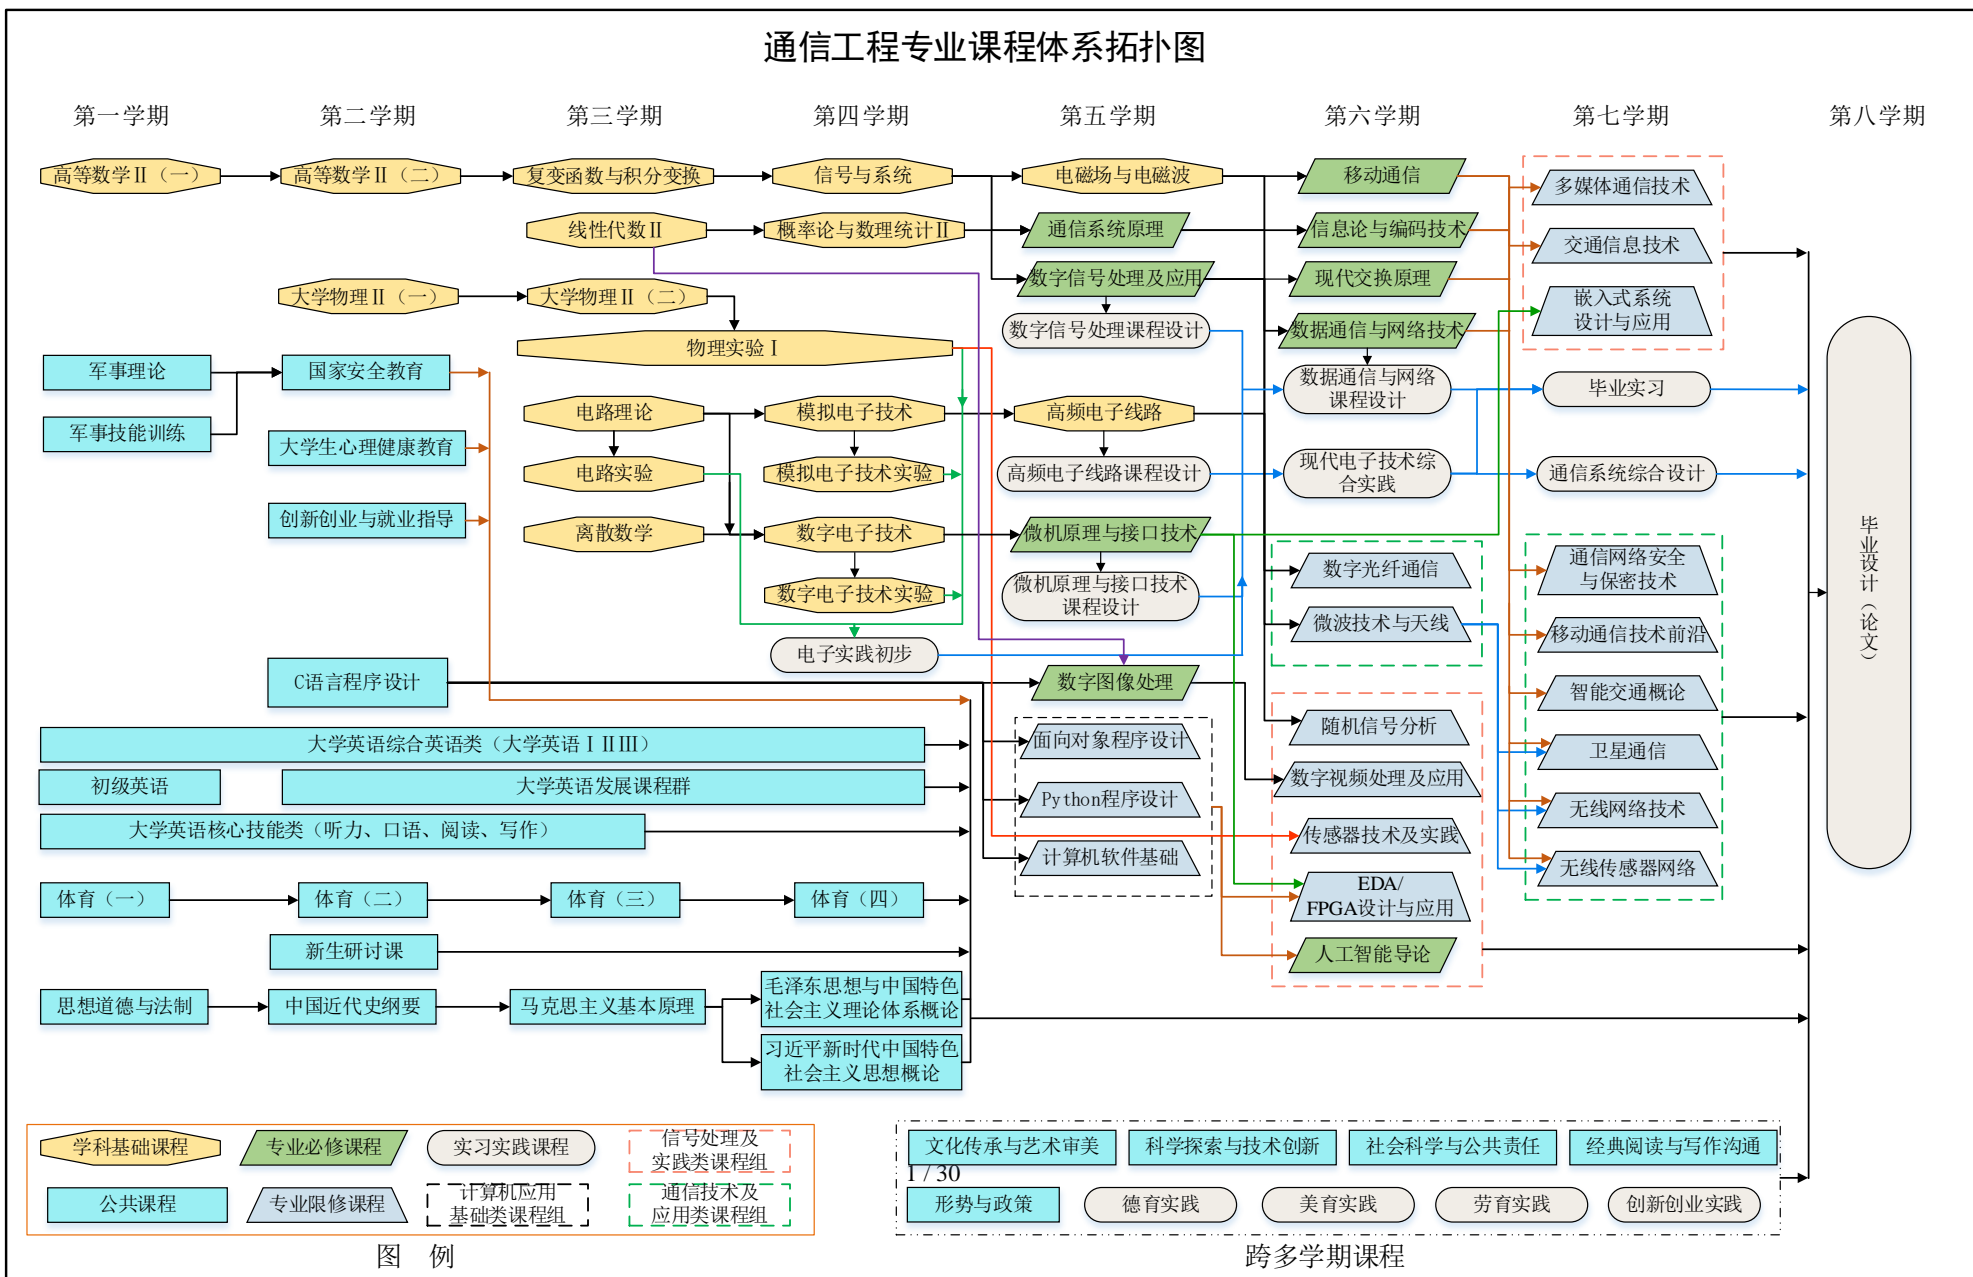 通信工程专业课程体系拓扑图
第一学期
第二学期
第三学期
第四学期
第五学期
第六学期
第七学期
第八学期
高等数学Ⅱ（一）
高等数学Ⅱ（二）
复变函数与积分变换
信号与系统
电磁场与电磁波
移动通信
多媒体通信技术
线性代数Ⅱ
概率论与数理统计Ⅱ
通信系统原理
信息论与编码技术
交通信息技术
大学物理Ⅱ（一）
大学物理Ⅱ（二）
数字信号处理及应用
现代交换原理
嵌入式系统
设计与应用
物理实验Ⅰ
数字信号处理课程设计
数据通信与网络技术
军事理论
国家安全教育
数据通信与网络
课程设计
毕业实习
军事技能训练
大学生心理健康教育
电路理论
模拟电子技术
高频电子线路
电路实验
模拟电子技术实验
高频电子线路课程设计
现代电子技术综
合实践
通信系统综合设计
创新创业与就业指导
离散数学
数字电子技术
微机原理与接口技术
数字光纤通信
通信网络安全
与保密技术
数字电子技术实验
微机原理与接口技术
课程设计
微波技术与天线
移动通信技术前沿
毕业设计（论文）
电子实践初步
C语言程序设计
数字图像处理
智能交通概论
大学英语综合英语类（大学英语ⅠⅡⅢ）
面向对象程序设计
随机信号分析
卫星通信
初级英语
大学英语发展课程群
Python程序设计
数字视频处理及应用
无线网络技术
大学英语核心技能类（听力、口语、阅读、写作）
计算机软件基础
传感器技术及实践
无线传感器网络
体育（一）
体育（二）
体育（三）
体育（四）
EDA/
FPGA设计与应用
新生研讨课
人工智能导论
思想道德与法制
中国近代史纲要
马克思主义基本原理
毛泽东思想与中国特色
社会主义理论体系概论
习近平新时代中国特色
社会主义思想概论
学科基础课程
专业必修课程
实习实践课程
信号处理及
实践类课程组
公共课程
专业限修课程
计算机应用
基础类课程组
通信技术及
应用类课程组
图 例
文化传承与艺术审美
科学探索与技术创新
社会科学与公共责任
经典阅读与写作沟通
1 / 30
形势与政策
德育实践
美育实践
劳育实践
创新创业实践
跨多学期课程